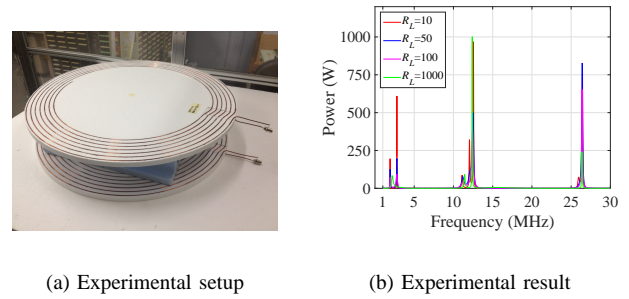 R_L=10
R_L=50
R_L=100
R_L=1000
Power (W)
1000
750
500
250
0
1 5 10 15 20 25 30
Frequency (MHz)
(a) Experimental setup
(b) Experimental result